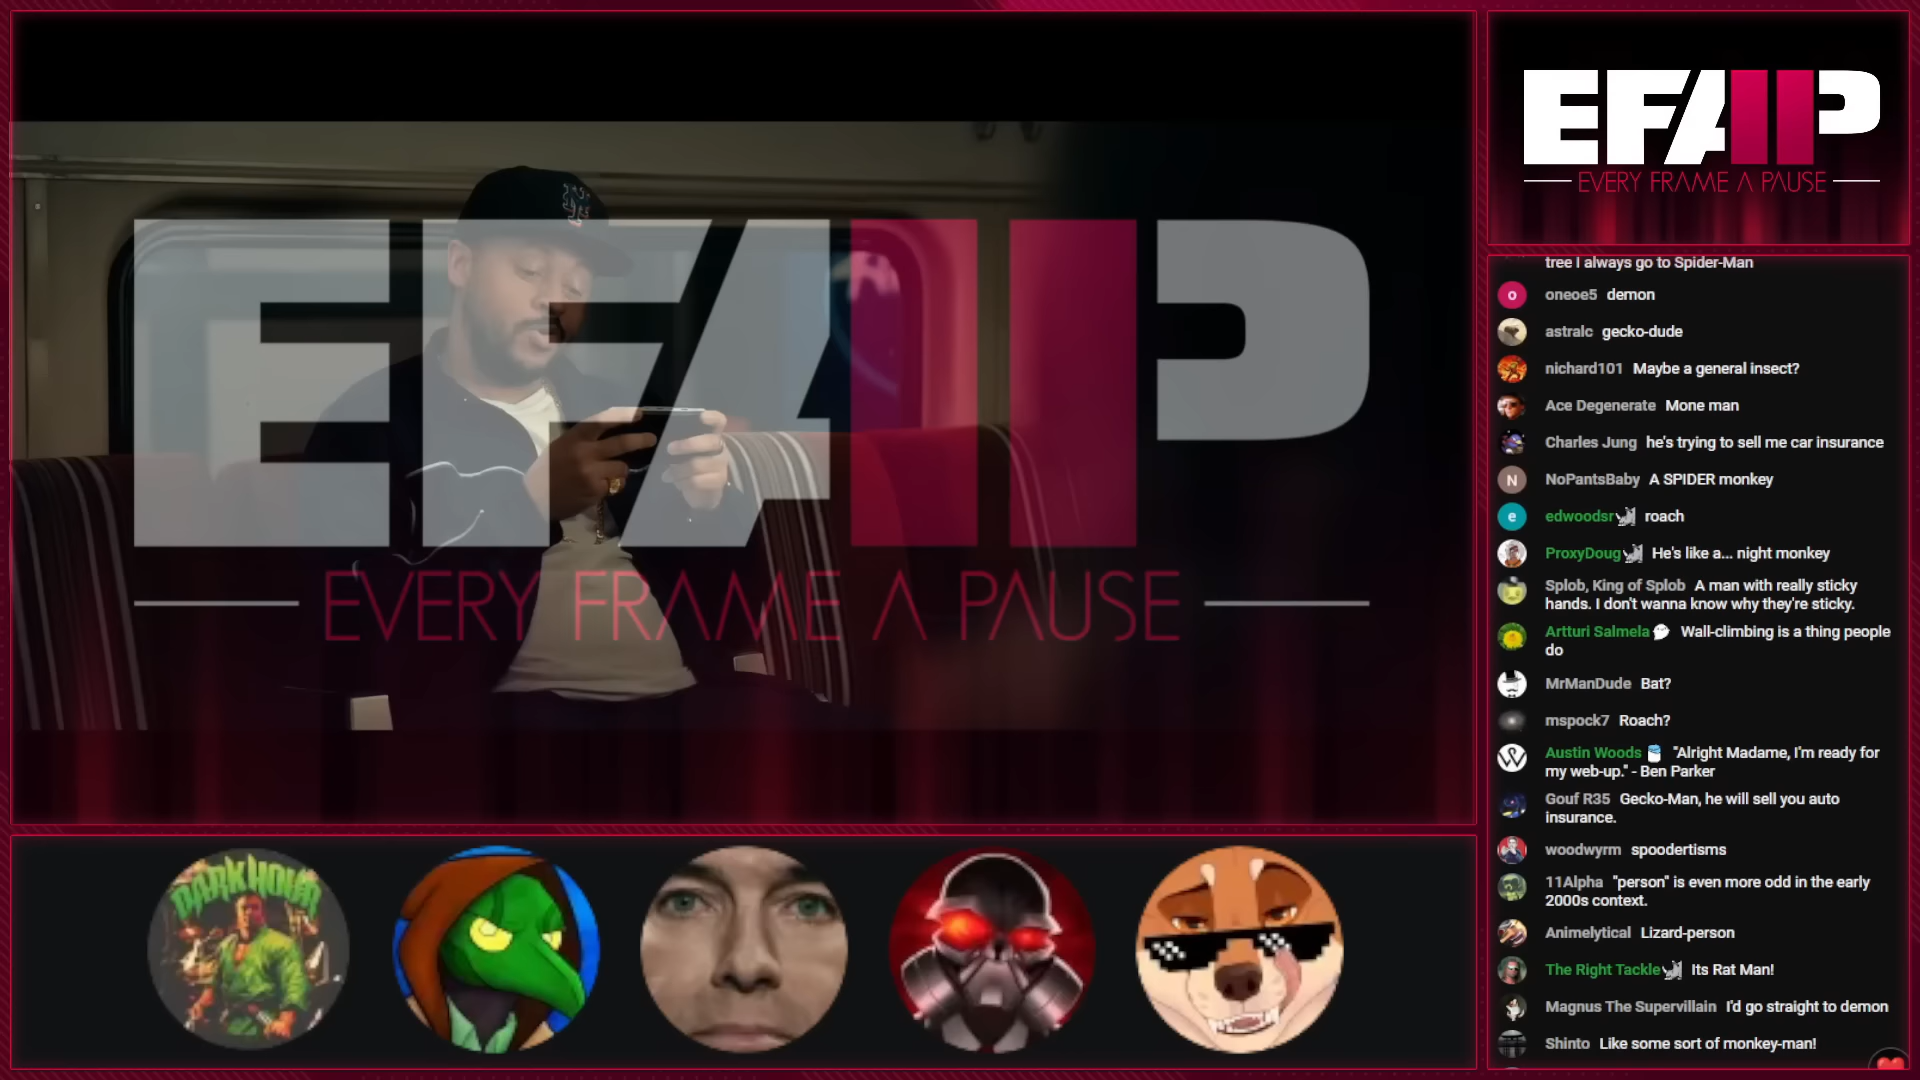 EFAP
EVERY FRAME A PAUSE
EFAP
EVERY FRAME A PAUSE
tree I always go to Spider-Man
o oneoe5 demon
astralc gecko-dude
nichard101 Maybe a general insect?
Ace Degenerate Mone man
Charles Jung he's trying to sell me car insurance
N NoPantsBaby A SPIDER monkey
e edwoodsr roach
ProxyDoug He's like a... night monkey
Splob, King of Splob A man with really sticky
hands. I don't wanna know why they're sticky.
Artturi Salmela Wall-climbing is a thing people
do
MrManDude Bat?
mspock7 Roach?
Austin Woods "Alright Madame, I'm ready for
my web-up." - Ben Parker
Gouf R35 Gecko-Man, he will sell you auto
insurance.
woodwyrm spoodertisms
11Alpha "person" is even more odd in the early
2000s context.
Animelytical Lizard-person
The Right Tackle Its Rat Man!
Magnus The Supervillain I'd go straight to demon
Shinto Like some sort of monkey-man!
DARK HOUR